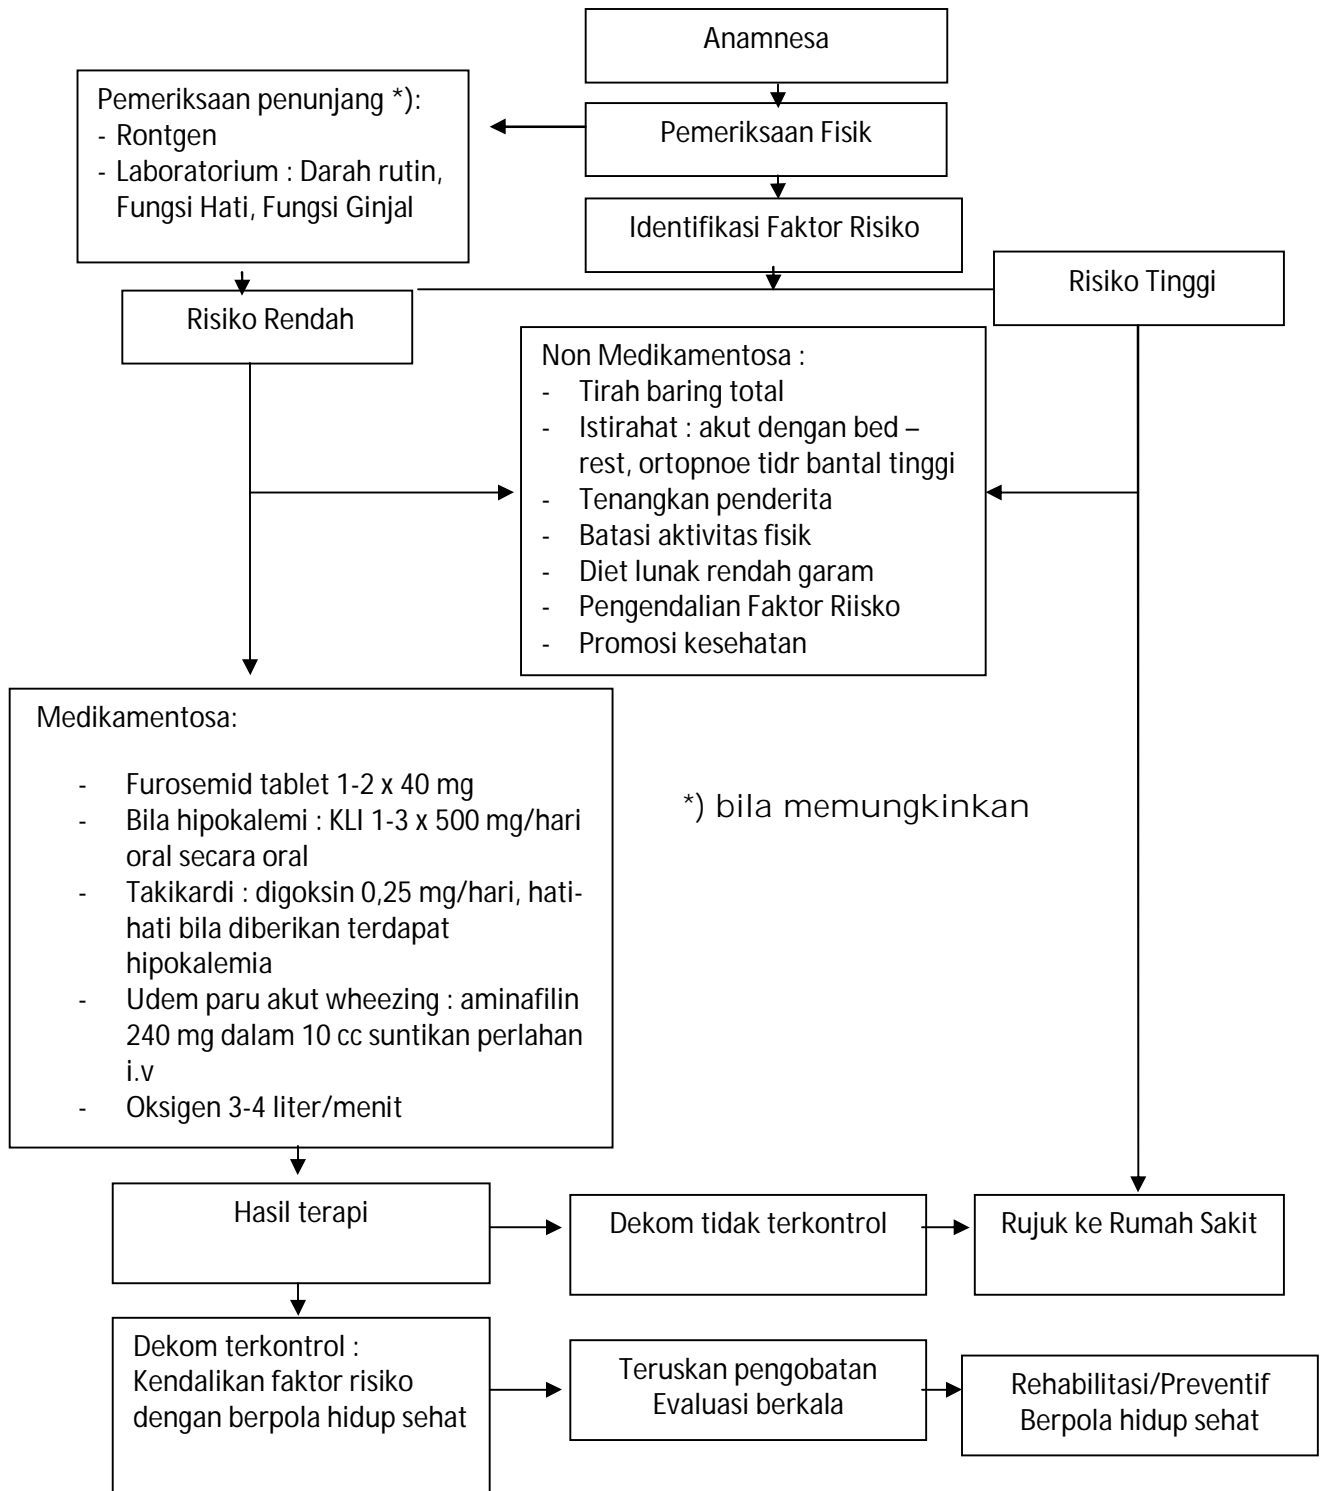 Anamnesa
Pemeriksaan penunjang *):
- Rontgen
- Laboratorium : Darah rutin,
Fungsi Hati, Fungsi Ginjal
Pemeriksaan Fisik
Identifikasi Faktor Risiko
Risiko Tinggi
Risiko Rendah
Non Medikamentosa :
- Tirah baring total
- Istirahat : akut dengan bed –
rest, ortopnoe tidr bantal tinggi
- Tenangkan penderita
- Batasi aktivitas fisik
- Diet lunak rendah garam
- Pengendalian Faktor Riisko
- Promosi kesehatan
Medikamentosa:
- Furosemid tablet 1-2 x 40 mg
- Bila hipokalemi : KLI 1-3 x 500 mg/hari
oral secara oral
- Takikardi : digoksin 0,25 mg/hari, hati-
hati bila diberikan terdapat
hipokalemia
- Udem paru akut wheezing : aminafilin
240 mg dalam 10 cc suntikan perlahan
i.v
- Oksigen 3-4 liter/menit
*) bila memungkinkan
Hasil terapi
Dekom tidak terkontrol
Rujuk ke Rumah Sakit
Dekom terkontrol :
Kendalikan faktor risiko
dengan berpola hidup sehat
Teruskan pengobatan
Evaluasi berkala
Rehabilitasi/Preventif
Berpola hidup sehat